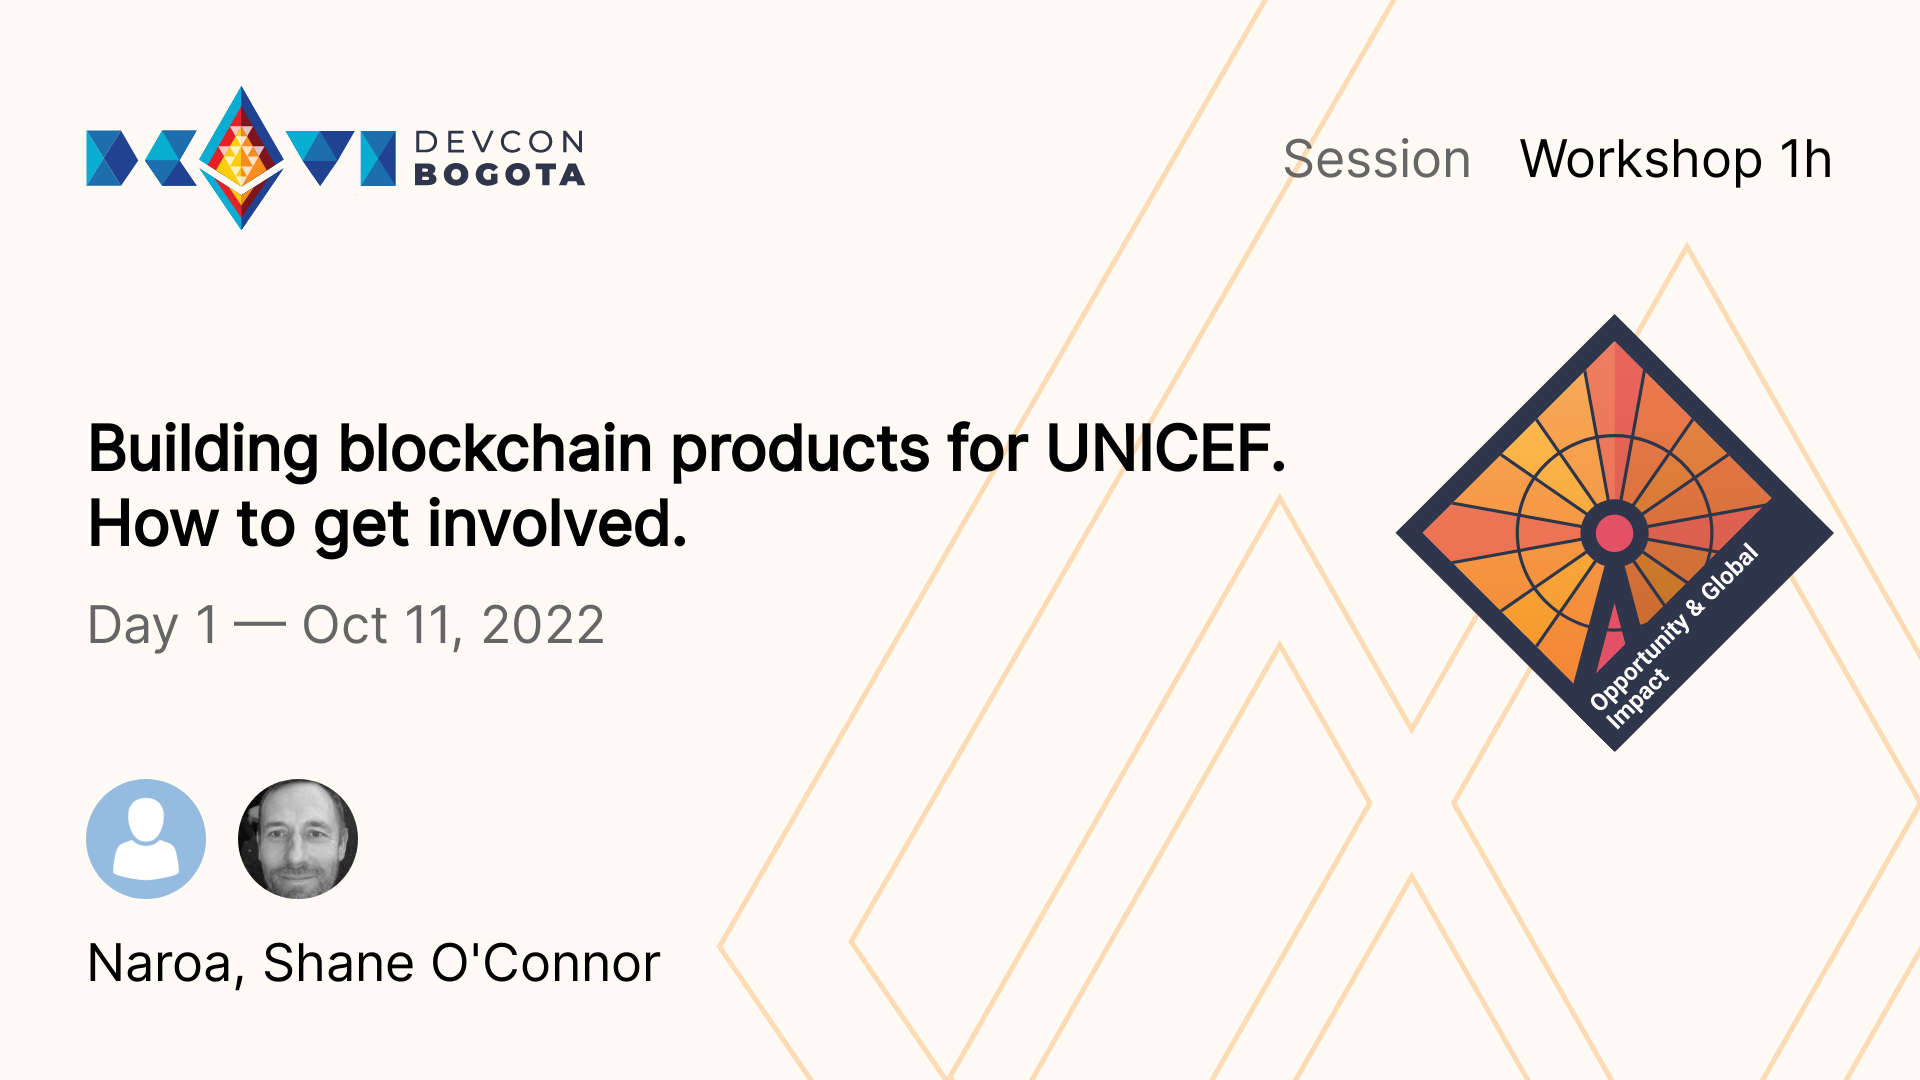 DEVCON
BOGOTA
Session Workshop 1h
Building blockchain products for UNICEF.
How to get involved.
Day 1 — Oct 11, 2022
Opportunity & Global
Impact
Naroa, Shane O'Connor